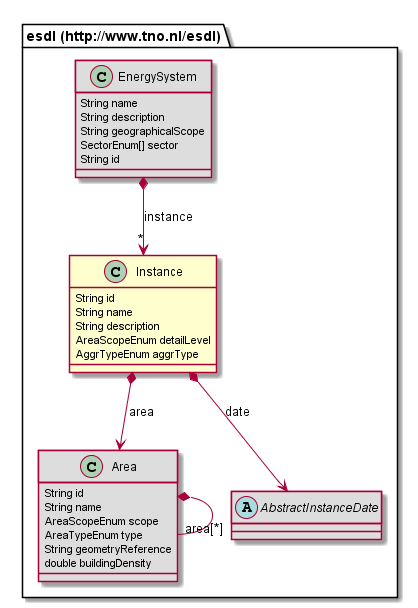 esdl (http://www.tno.nl/esdl)
C EnergySystem
String name
String description
String geographicalScope
SectorEnum[] sector
String id
instance
*
C Instance
String id
String name
String description
AreaScopeEnum detailLevel
AggrTypeEnum aggrType
area
date
C Area
String id
String name
AreaScopeEnum scope
AreaTypeEnum type
String geometryReference
double buildingDensity
area[*]
A AbstractInstanceDate